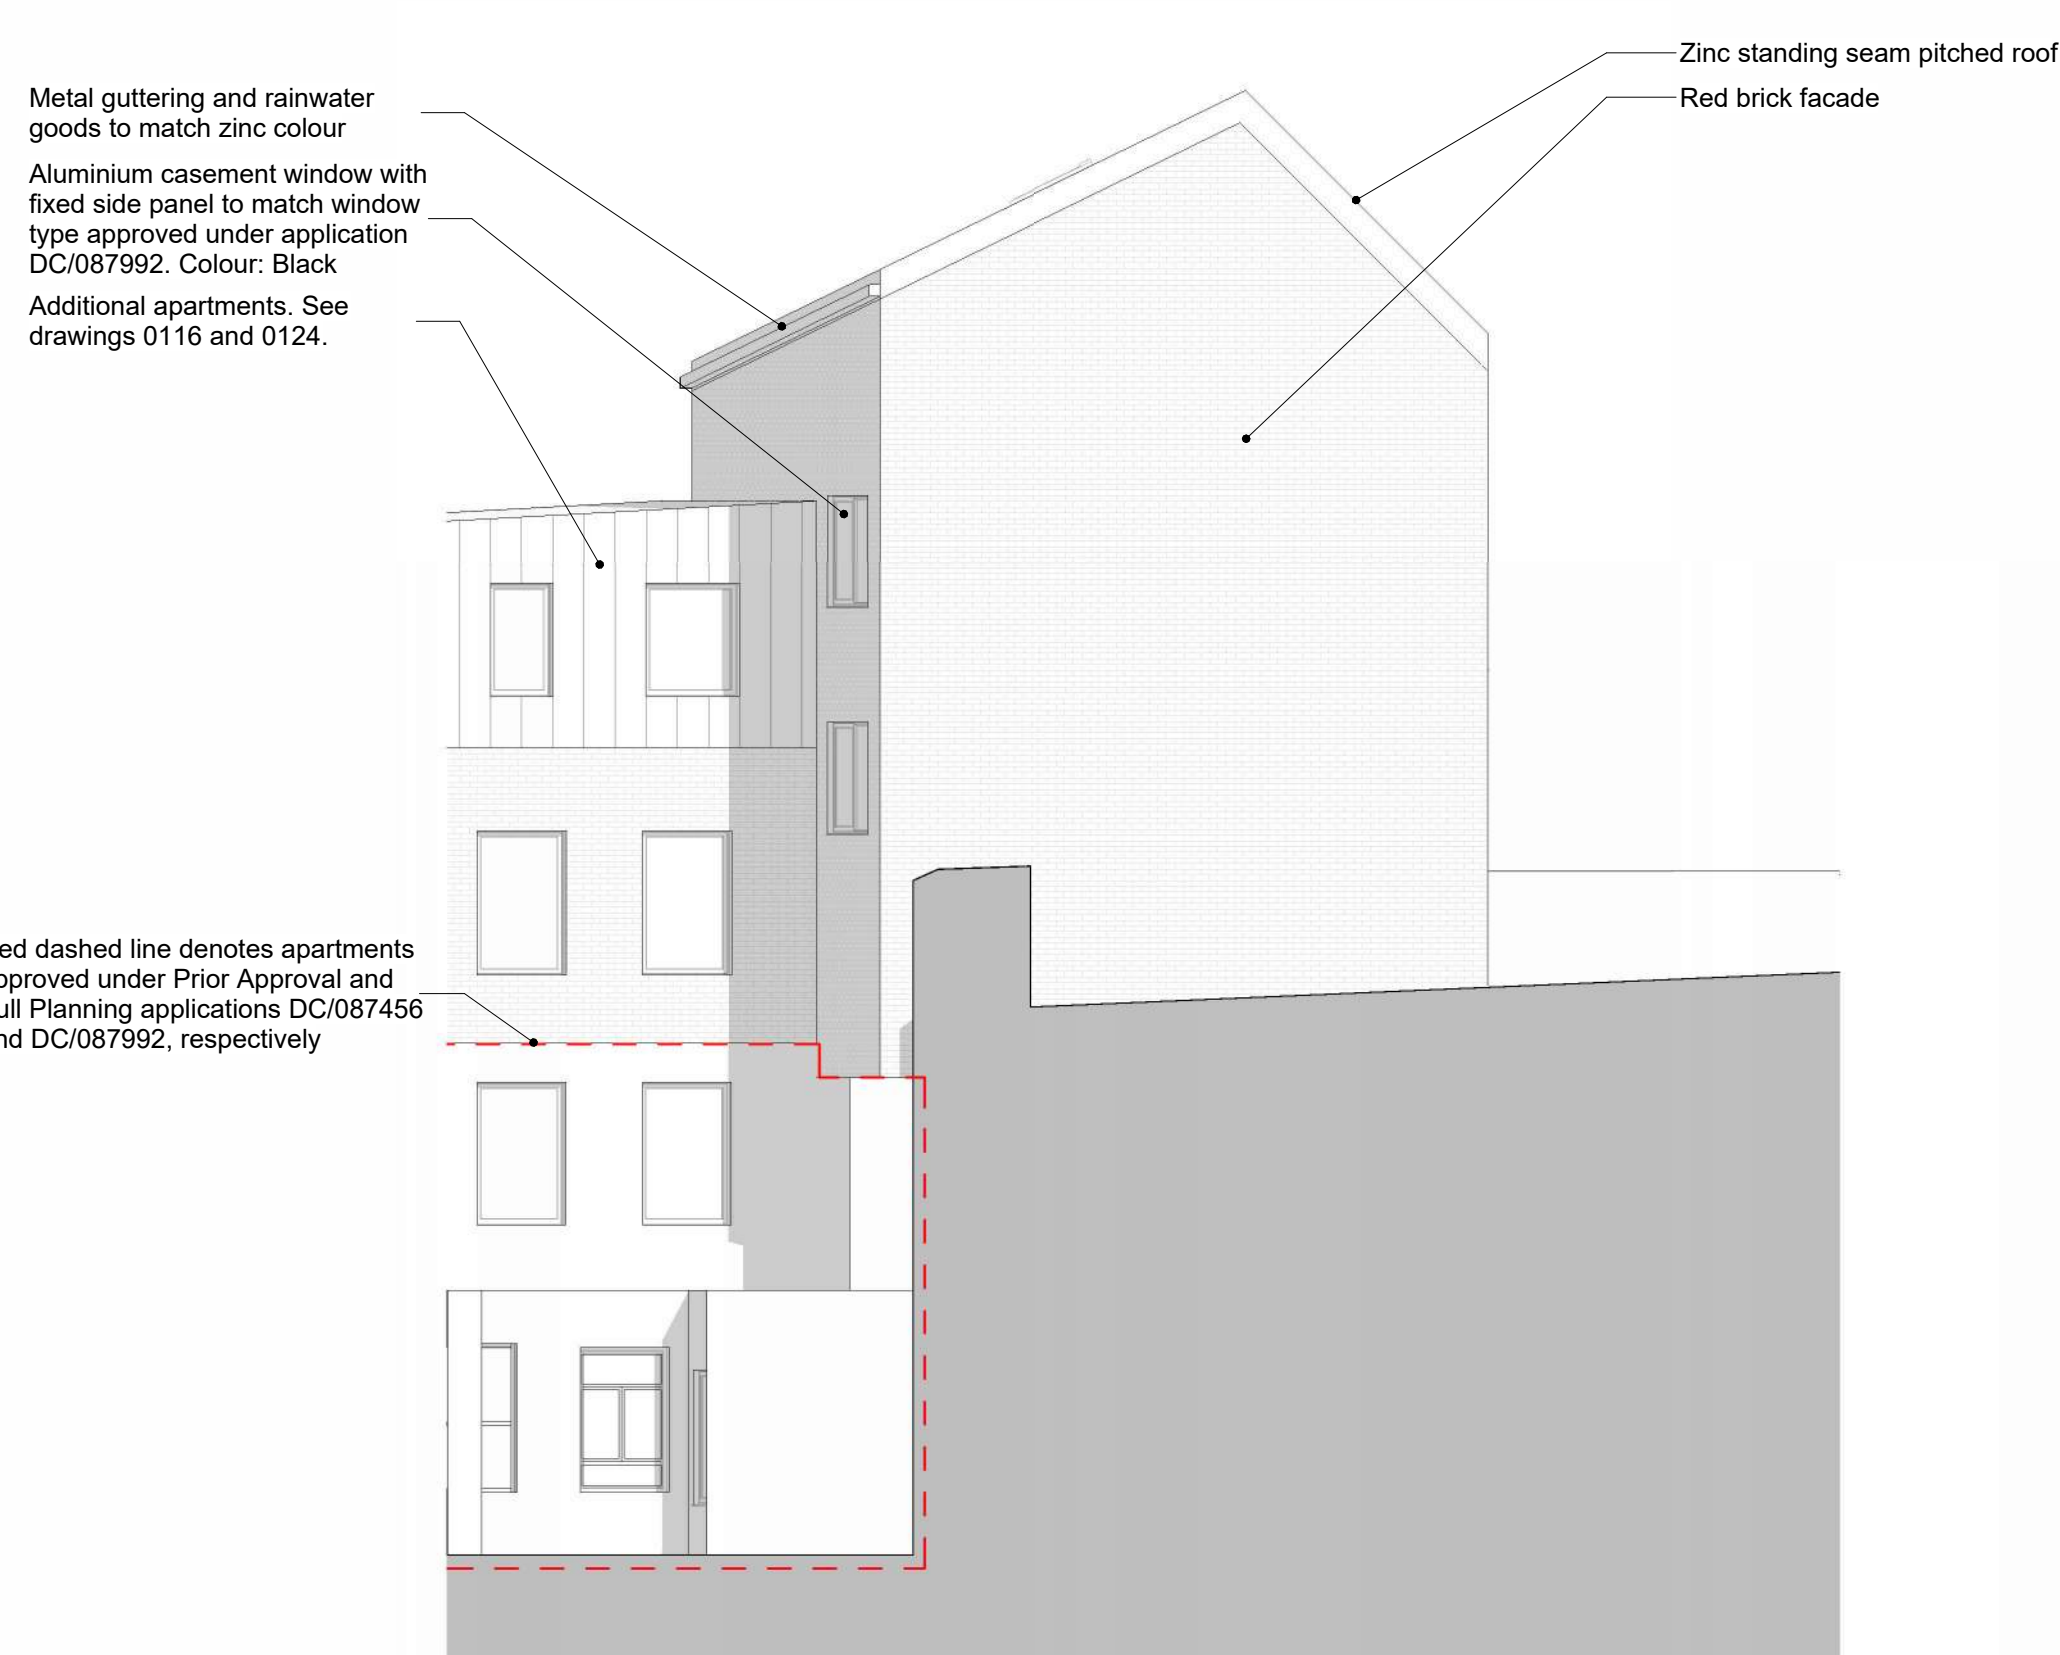 Metal guttering and rainwater
goods to match zinc colour
Aluminium casement window with
fixed side panel to match window
type approved under application
DC/087992. Colour: Black
Additional apartments. See
drawings 0116 and 0124.
ed dashed line denotes apartments
pproved under Prior Approval and
ull Planning applications DC/087456
nd DC/087992, respectively
Zinc standing seam pitched roof
Red brick facade